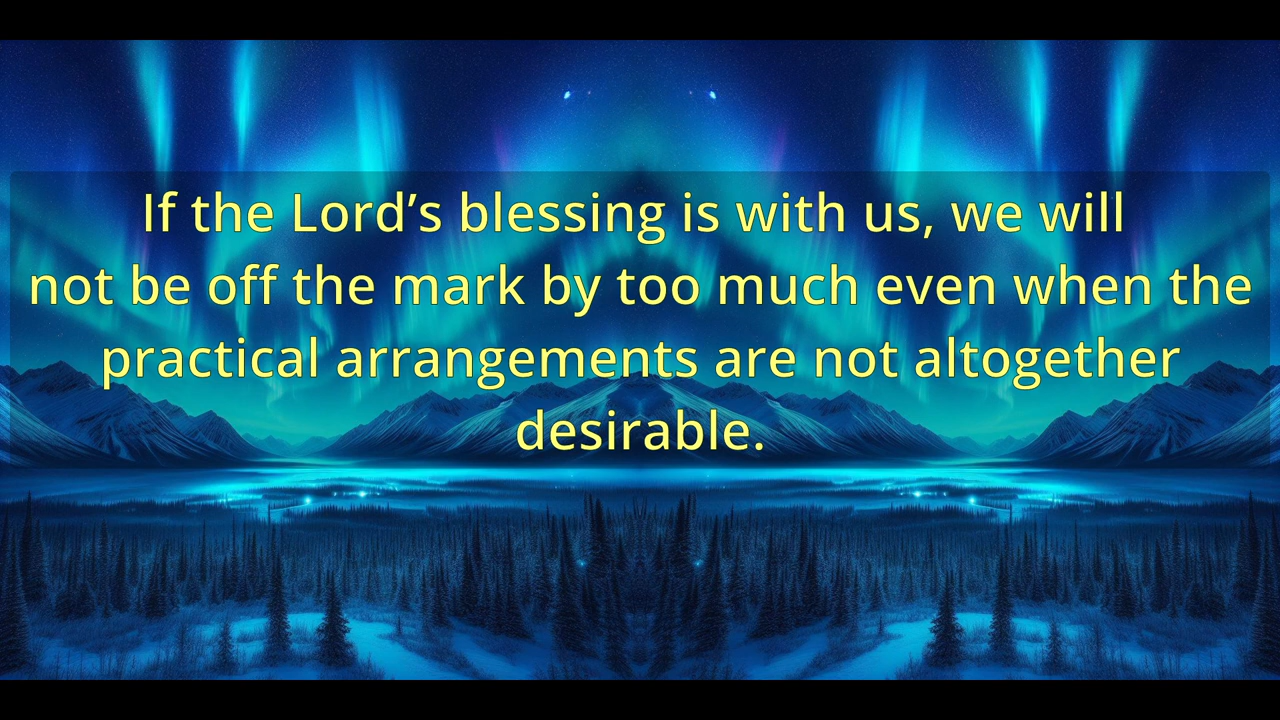 If the Lord’s blessing is with us, we will
not be off the mark by too much even when the
practical arrangements are not altogether
desirable.